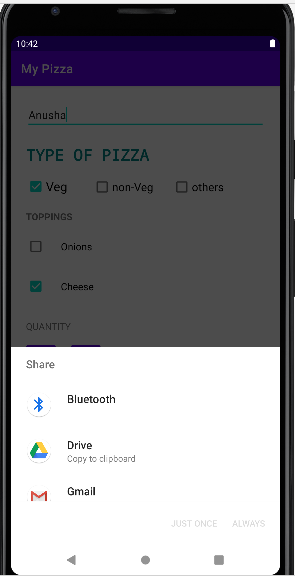 10:42
My Pizza
Anusha
TYPE OF PIZZA
Veg non-Veg others
TOPPINGS
Onions
Cheese
QUANTITY
Share
Bluetooth
Drive
Copy to clipboard
Gmail
JUST ONCE ALWAYS